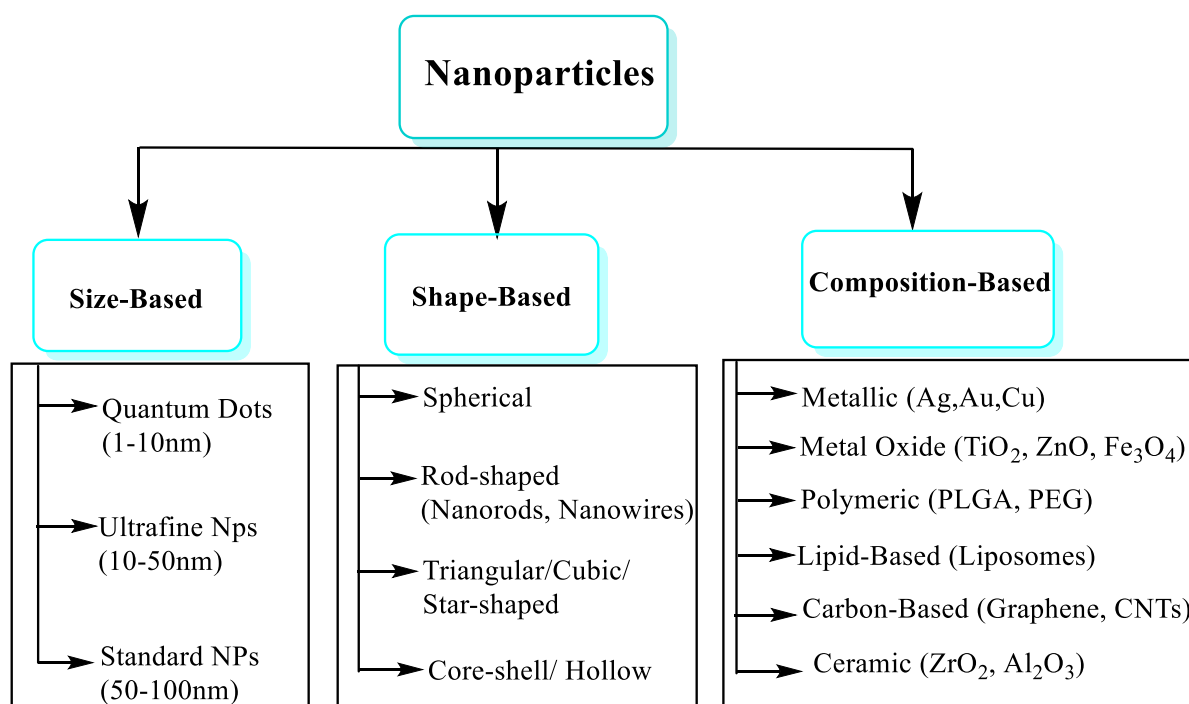 Nanoparticles
Size-Based
Shape-Based
Composition-Based
Quantum Dots
(1-10nm)
Ultrafine Nps
(10-50nm)
Standard NPs
(50-100nm)
Spherical
Rod-shaped
(Nanorods, Nanowires)
Triangular/Cubic/
Star-shaped
Core-shell/ Hollow
Metallic (Ag,Au,Cu)
Metal Oxide (TiO₂, ZnO, Fe₃O₄)
Polymeric (PLGA, PEG)
Lipid-Based (Liposomes)
Carbon-Based (Graphene, CNTs)
Ceramic (ZrO₂, Al₂O₃)